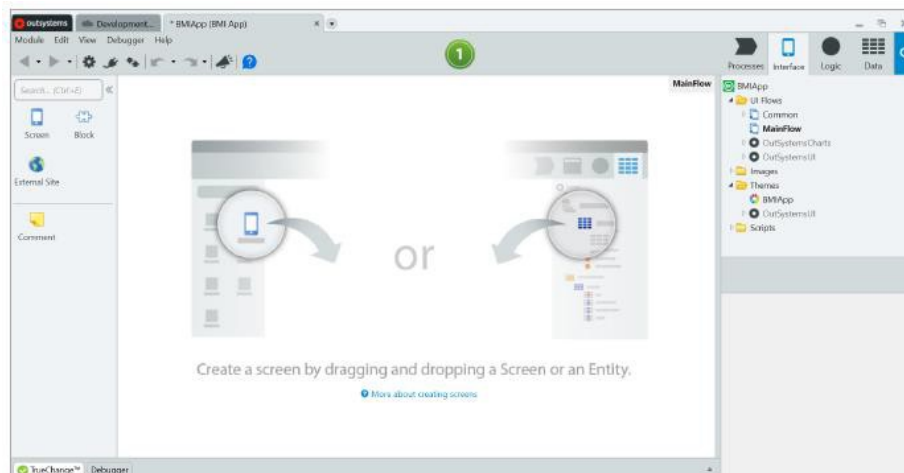 outsystems Development... * BMIApp (BMI App)
Module Edit View Debugger Help
1
Processes Interface Logic Data
Search... (Ctrl+E)
Screen Block
External Site
Comment
MainFlow
or
Create a screen by dragging and dropping a Screen or an Entity.
More about creating screens
BMIApp
UI Flows
Common
MainFlow
OutSystemsCharts
OutSystemsUI
Images
Themes
BMIApp
OutSystemsUI
Scripts
TrueChange™ Debugger